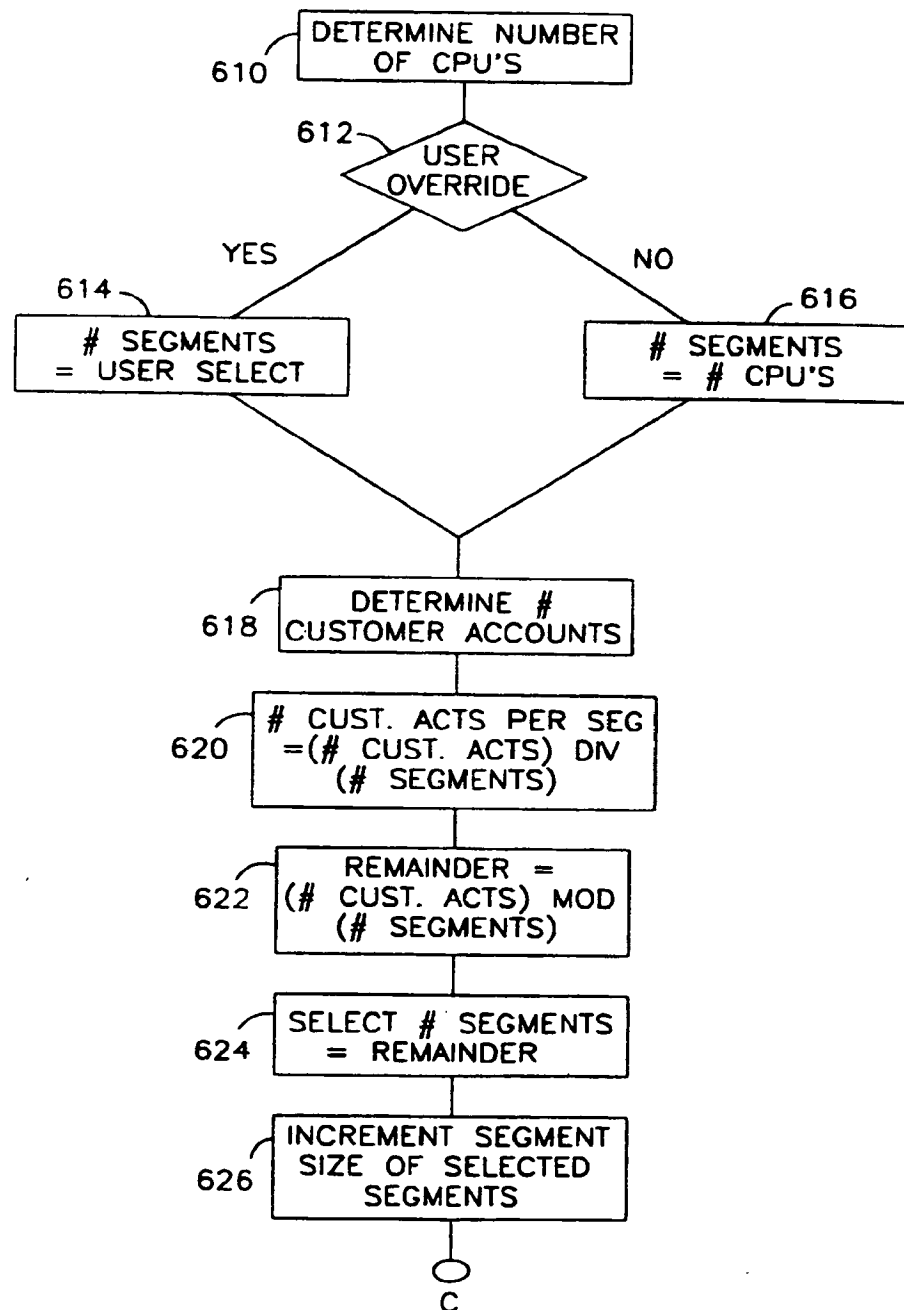 DETERMINE NUMBER
OF CPU'S
610
612
USER
OVERRIDE
YES
NO
614
616
# SEGMENTS
= USER SELECT
# SEGMENTS
= # CPU'S
DETERMINE #
CUSTOMER ACCOUNTS
618
# CUST. ACTS PER SEG
=(# CUST. ACTS) DIV
(# SEGMENTS)
620
REMAINDER =
(# CUST. ACTS) MOD
(# SEGMENTS)
622
SELECT # SEGMENTS
= REMAINDER
624
INCREMENT SEGMENT
SIZE OF SELECTED
SEGMENTS
626
C